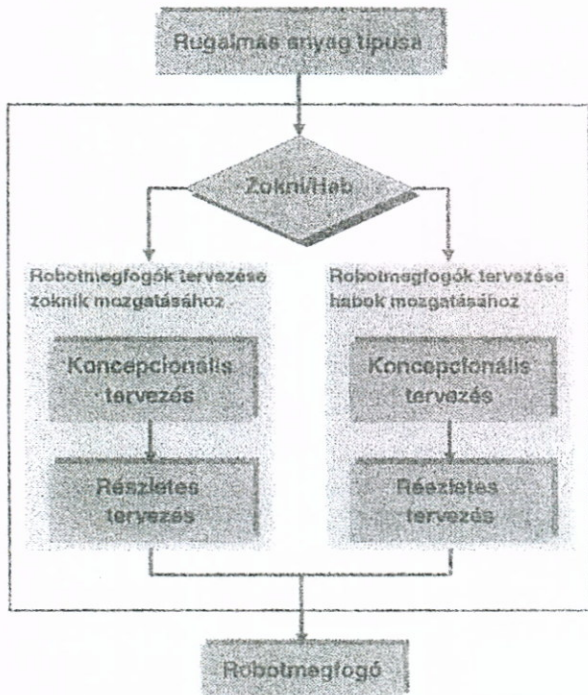 Rugalmas anyag típusa
Zokni/Hab
Robotmegfogók tervezése
zoknik mozgatásához
Koncepcionális
tervezés
Részletes
tervezés
Robotmegfogók tervezése
habok mozgatásához
Koncepcionális
tervezés
Részletes
tervezés
Robotmegfogó